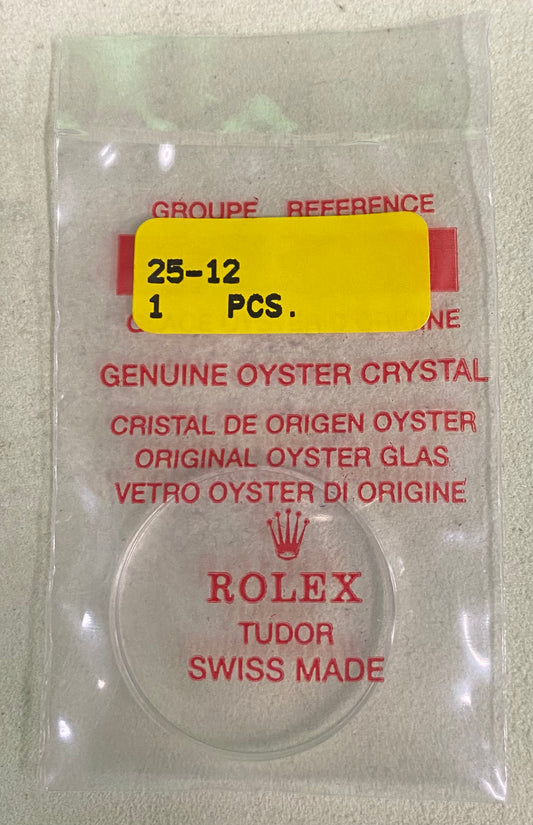 GROUPE REFERENCE
25-12
1 PCS.
GENUINE OYSTER CRYSTAL
CRISTAL DE ORIGEN OYSTER
ORIGINAL OYSTER GLAS
VETRO OYSTER DI ORIGINE
ROLEX
TUDOR
SWISS MADE